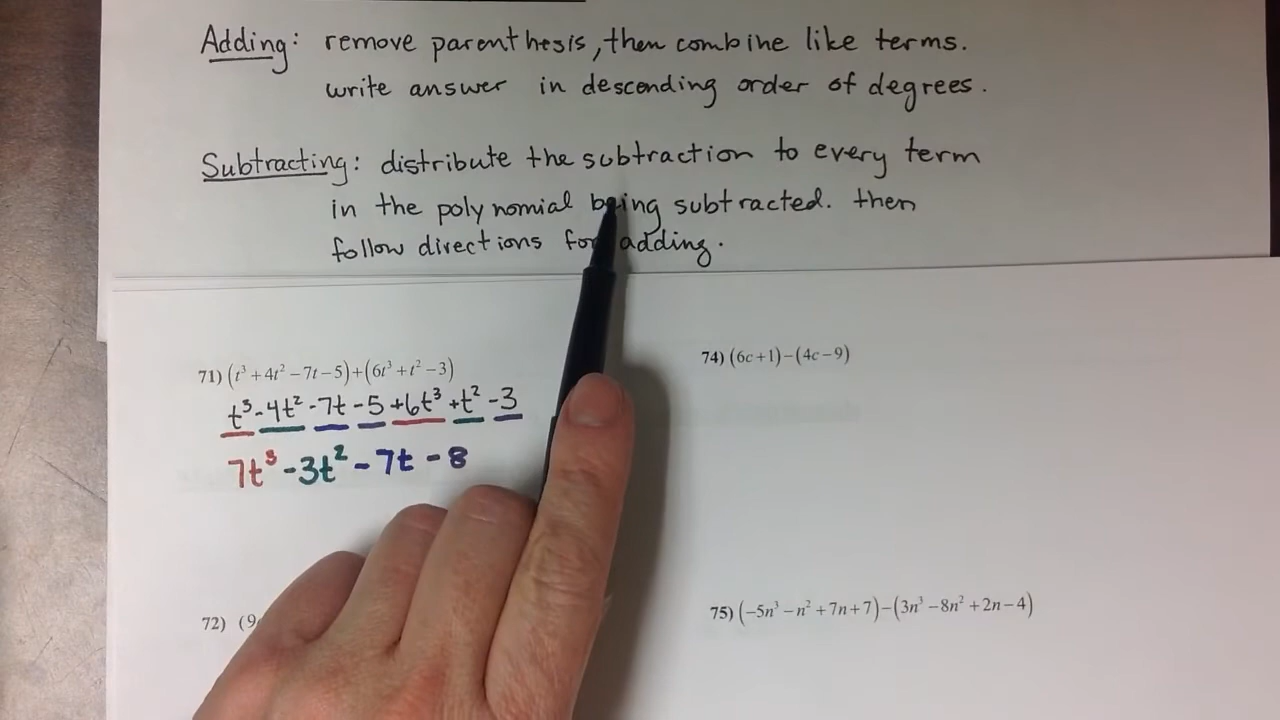 Adding: remove parenthesis, then combine like terms.
write answer in descending order of degrees.
Subtracting: distribute the subtraction to every term
in the polynomial being subtracted. then
follow directions for adding.
71) (t³ + 4t² − 7t − 5) + (6t³ + t² − 3)
t³ - 4t² - 7t - 5 + 6t³ + t² - 3
7t³ - 3t² - 7t - 8
72) (9
74) (6c + 1) − (4c − 9)
75) (−5n³ − n² + 7n + 7) − (3n³ − 8n² + 2n − 4)